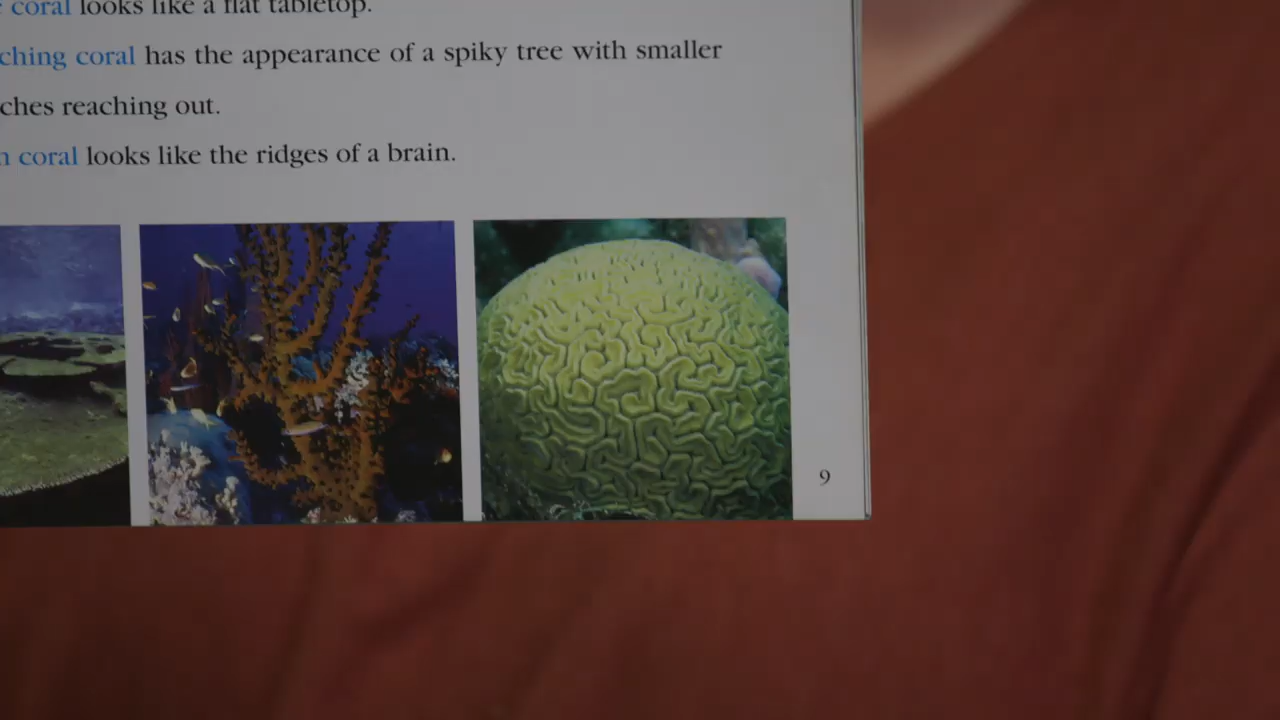 coral looks like a flat tabletop.
ching coral has the appearance of a spiky tree with smaller
ches reaching out.
n coral looks like the ridges of a brain.
9